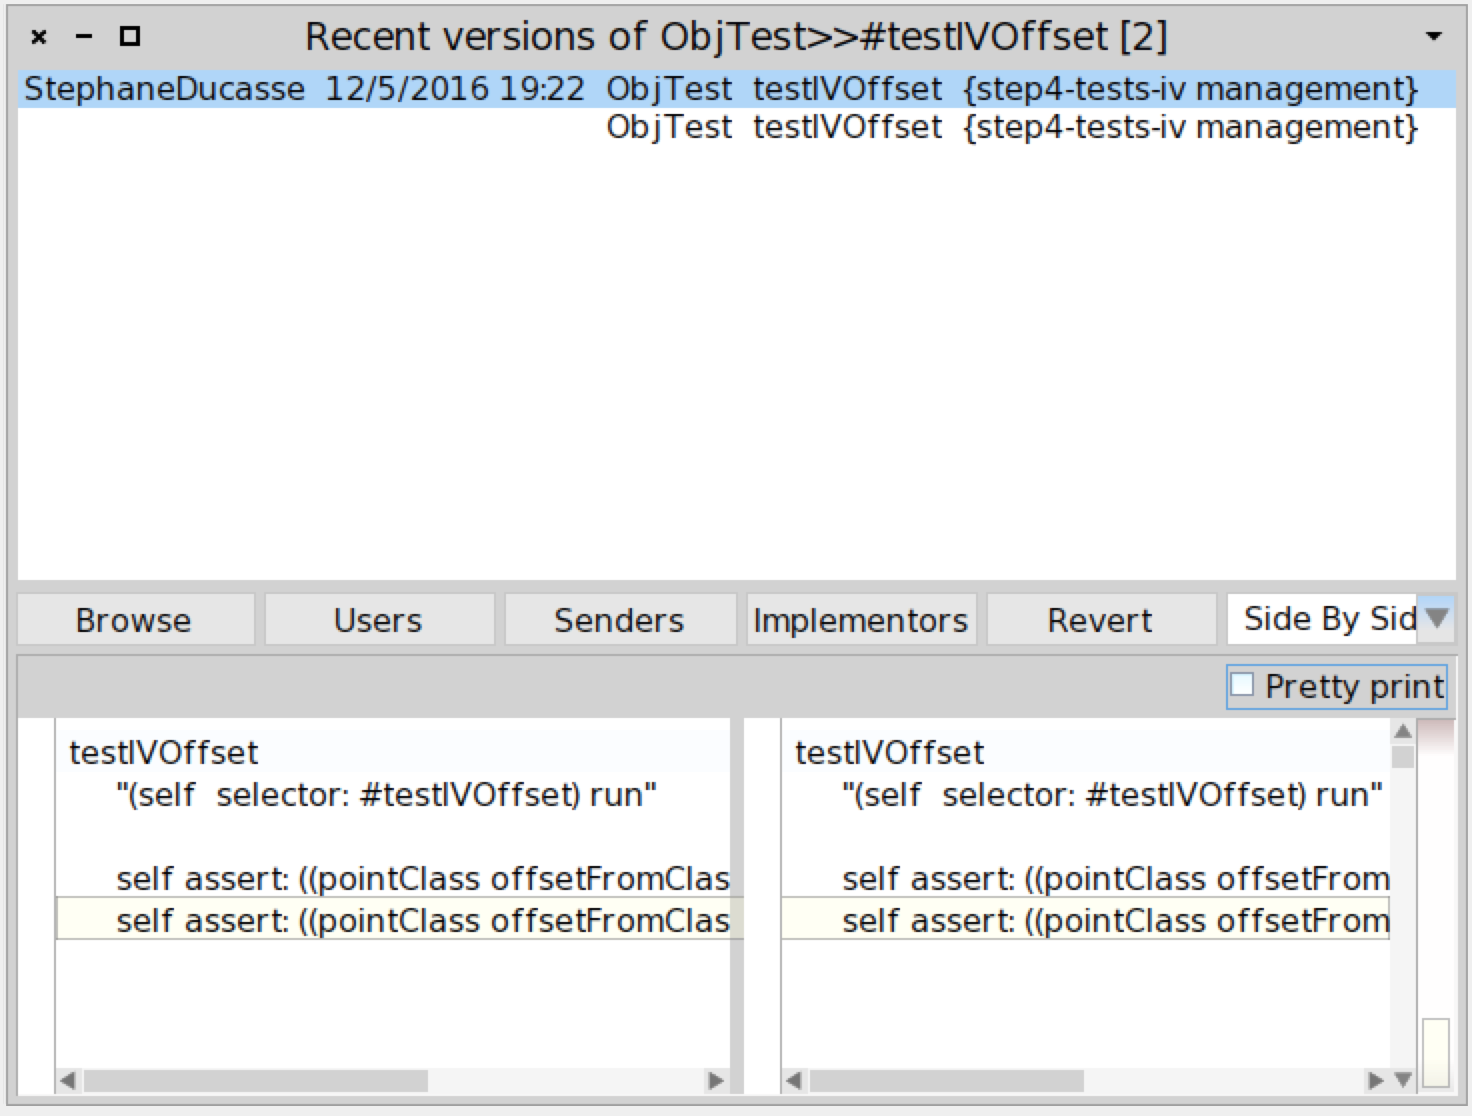 Recent versions of ObjTest>>#testIVOffset [2]
StephaneDucasse 12/5/2016 19:22 ObjTest testIVOffset {step4-tests-iv management}
ObjTest testIVOffset {step4-tests-iv management}
Browse Users Senders Implementors Revert Side By Sid
Pretty print
testIVOffset
"(self selector: #testIVOffset) run"
self assert: ((pointClass offsetFromClas
self assert: ((pointClass offsetFromClas
testIVOffset
"(self selector: #testIVOffset) run"
self assert: ((pointClass offsetFrom
self assert: ((pointClass offsetFrom